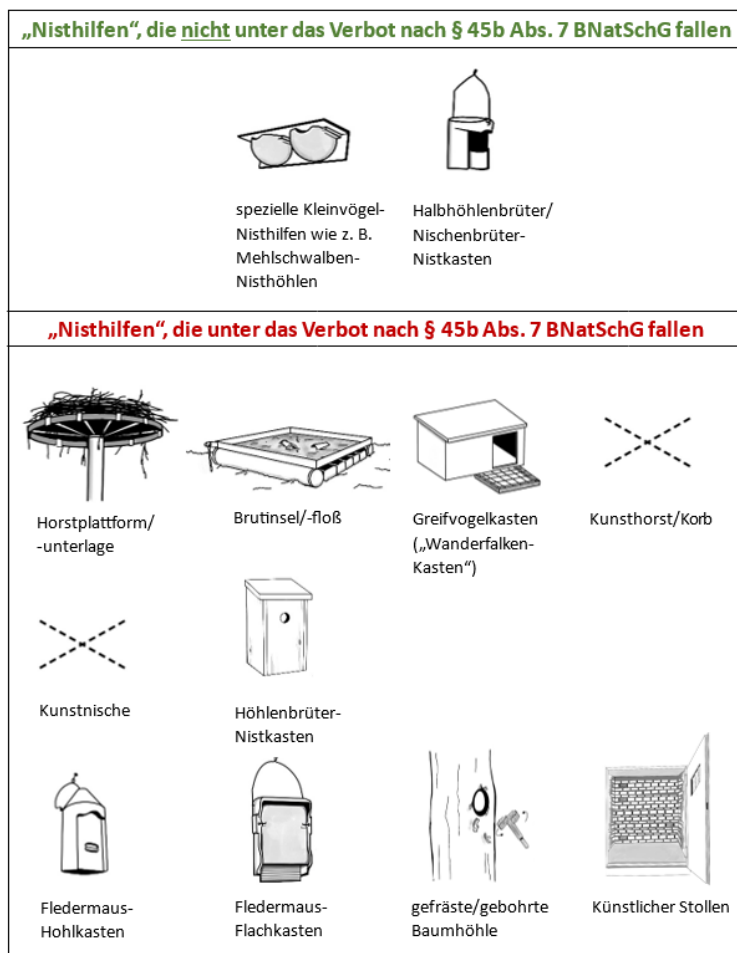 „Nisthilfen“, die nicht unter das Verbot nach § 45b Abs. 7 BNatSchG fallen
spezielle Kleinvögel-
Nisthilfen wie z. B.
Mehlschwalben-
Nisthöhlen
Halbhöhlenbrüter/
Nischenbrüter-
Nistkasten
„Nisthilfen“, die unter das Verbot nach § 45b Abs. 7 BNatSchG fallen
Horstplattform/
-unterlage
Brutinsel/-floß
Greifvogelkasten
(„Wanderfalken-
Kasten“)
Kunsthorst/Korb
Kunstnische
Höhlenbrüter-
Nistkasten
Fledermaus-
Hohlkasten
Fledermaus-
Flachkasten
gefräste/gebohrte
Baumhöhle
Künstlicher Stollen